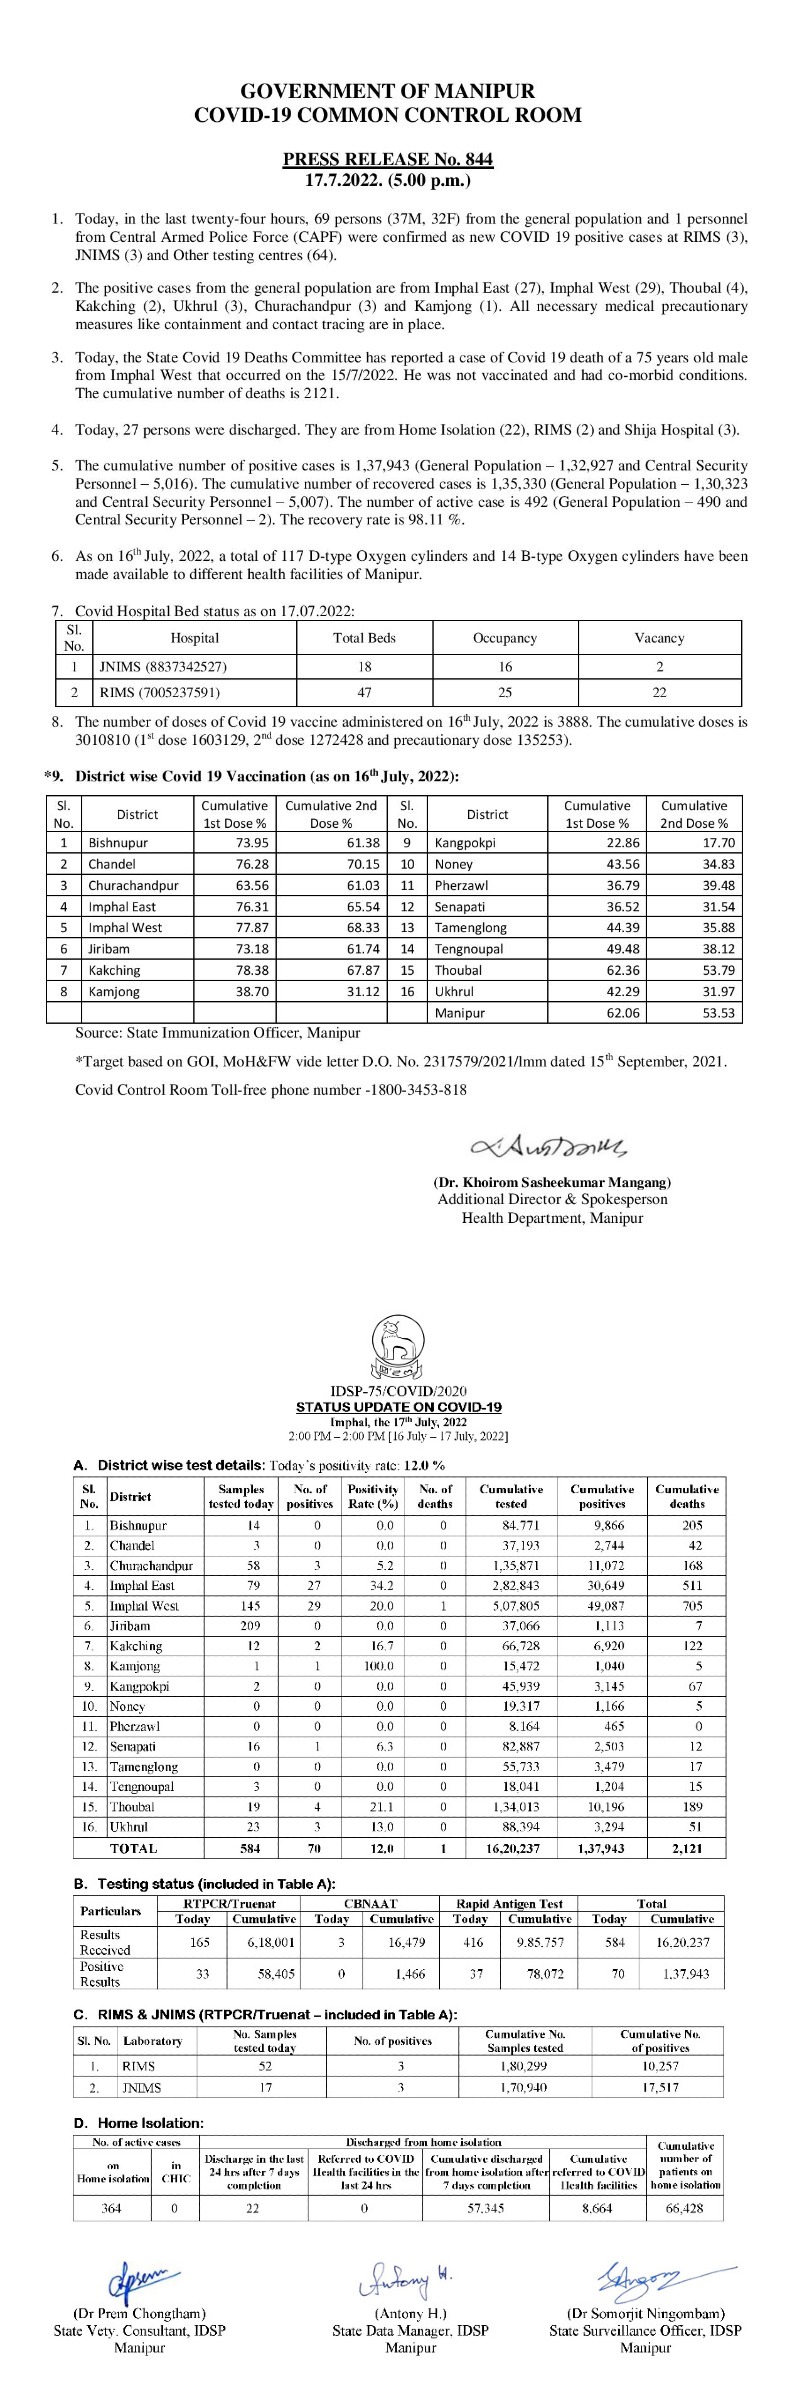 GOVERNMENT OF MANIPUR
COVID-19 COMMON CONTROL ROOM
PRESS RELEASE No. 844
17.7.2022. (5.00 p.m.)
1. Today, in the last twenty-four hours, 69 persons (37M, 32F) from the general population and 1 personnel
from Central Armed Police Force (CAPF) were confirmed as new COVID 19 positive cases at RIMS (3),
JNIMS (3) and Other testing centres (64).
2. The positive cases from the general population are from Imphal East (27), Imphal West (29), Thoubal (4),
Kakching (2), Ukhrul (3), Churachandpur (3) and Kamjong (1). All necessary medical precautionary
measures like containment and contact tracing are in place.
3. Today, the State Covid 19 Deaths Committee has reported a case of Covid 19 death of a 75 years old male
from Imphal West that occurred on the 15/7/2022. He was not vaccinated and had co-morbid conditions.
The cumulative number of deaths is 2121.
4. Today, 27 persons were discharged. They are from Home Isolation (22), RIMS (2) and Shija Hospital (3).
5. The cumulative number of positive cases is 1,37,943 (General Population – 1,32,927 and Central Security
Personnel – 5,016). The cumulative number of recovered cases is 1,35,330 (General Population – 1,30,323
and Central Security Personnel – 5,007). The number of active case is 492 (General Population – 490 and
Central Security Personnel – 2). The recovery rate is 98.11 %.
6. As on 16th July, 2022, a total of 117 D-type Oxygen cylinders and 14 B-type Oxygen cylinders have been
made available to different health facilities of Manipur.
7. Covid Hospital Bed status as on 17.07.2022:
Sl. No. Hospital Total Beds Occupancy Vacancy
1 JNIMS (8837342527) 18 16 2
2 RIMS (7005237591) 47 25 22
8. The number of doses of Covid 19 vaccine administered on 16th July, 2022 is 3888. The cumulative doses is
3010810 (1st dose 1603129, 2nd dose 1272428 and precautionary dose 135253).
*9. District wise Covid 19 Vaccination (as on 16th July, 2022):
Sl. No. District Cumulative 1st Dose % Cumulative 2nd Dose % Sl. No. District Cumulative 1st Dose % Cumulative 2nd Dose %
1 Bishnupur 73.95 61.38 9 Kangpokpi 22.86 17.70
2 Chandel 76.28 70.15 10 Noney 43.56 34.83
3 Churachandpur 63.56 61.03 11 Pherzawl 36.79 39.48
4 Imphal East 76.31 65.54 12 Senapati 36.52 31.54
5 Imphal West 77.87 68.33 13 Tamenglong 44.39 35.88
6 Jiribam 73.18 61.74 14 Tengnoupal 49.48 38.12
7 Kakching 78.38 67.87 15 Thoubal 62.36 53.79
8 Kamjong 38.70 31.12 16 Ukhrul 42.29 31.97
Manipur 62.06 53.53
Source: State Immunization Officer, Manipur
*Target based on GOI, MoH&FW vide letter D.O. No. 2317579/2021/Imm dated 15th September, 2021.
Covid Control Room Toll-free phone number -1800-3453-818
(Dr. Khoirom Sasheekumar Mangang)
Additional Director & Spokesperson
Health Department, Manipur
IDSP-75/COVID/2020
STATUS UPDATE ON COVID-19
Imphal, the 17th July, 2022
2:00 PM – 2:00 PM [16 July – 17 July, 2022]
A. District wise test details: Today's positivity rate: 12.0 %
Sl. No. District Samples tested today No. of positives Positivity Rate (%) No. of deaths Cumulative tested Cumulative positives Cumulative deaths
1. Bishnupur 14 0 0.0 0 84,771 9,866 205
2. Chandel 3 0 0.0 0 37,193 2,744 42
3. Churachandpur 58 3 5.2 0 1,35,871 11,072 168
4. Imphal East 79 27 34.2 0 2,82,843 30,649 511
5. Imphal West 145 29 20.0 1 5,07,805 49,087 705
6. Jiribam 209 0 0.0 0 37,066 1,113 7
7. Kakching 12 2 16.7 0 66,728 6,920 122
8. Kamjong 1 1 100.0 0 15,472 1,040 5
9. Kangpokpi 2 0 0.0 0 45,939 3,145 67
10. Noney 0 0 0.0 0 19,317 1,166 5
11. Pherzawl 0 0 0.0 0 8,164 465 0
12. Senapati 16 1 6.3 0 82,887 2,503 12
13. Tamenglong 0 0 0.0 0 55,733 3,479 17
14. Tengnoupal 3 0 0.0 0 18,041 1,204 15
15. Thoubal 19 4 21.1 0 1,34,013 10,196 189
16. Ukhrul 23 3 13.0 0 88,394 3,294 51
TOTAL 584 70 12.0 1 16,20,237 1,37,943 2,121
B. Testing status (included in Table A):
Particulars RTPCR/Truenat CBNAAT Rapid Antigen Test Total
Today Cumulative Today Cumulative Today Cumulative Today Cumulative
Results Received 165 6,18,001 3 16,479 416 9,85,757 584 16,20,237
Positive Results 33 58,405 0 1,466 37 78,072 70 1,37,943
C. RIMS & JNIMS (RTPCR/Truenat – included in Table A):
Sl. No. Laboratory No. Samples tested today No. of positives Cumulative No. Samples tested Cumulative No. of positives
1. RIMS 52 3 1,80,299 10,257
2. JNIMS 17 3 1,70,940 17,517
D. Home Isolation:
No. of active cases Discharged from home isolation Cumulative number of patients on home isolation
on Home isolation in CHIC Discharge in the last 24 hrs after 7 days completion Referred to COVID Health facilities in the last 24 hrs Cumulative discharged from home isolation after 7 days completion Cumulative referred to COVID Health facilities
364 0 22 0 57,345 8,664 66,428
Antony H.
(Dr Prem Chongtham) (Antony H.) (Dr Somorjit Ningombam)
State Vety. Consultant, IDSP State Data Manager, IDSP State Surveillance Officer, IDSP
Manipur Manipur Manipur